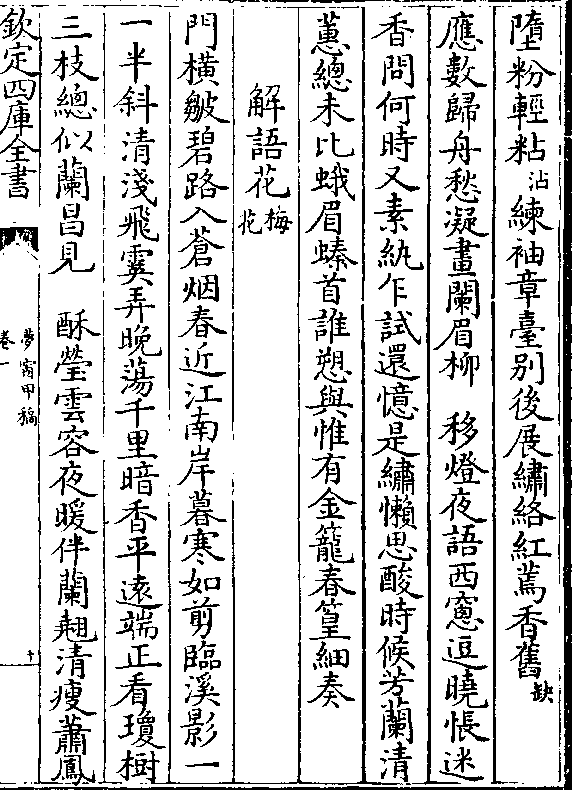 墮粉輕粘沾練袖章臺別後展繡絡紅蔫香舊缺
應數歸舟愁凝畫闌眉柳　移燈夜語西窻逗曉悵迷
香問何時又素紈乍試還憶是繡懶思酸時候芳蘭清
蕙總未比蛾眉螓首誰愬與惟有金籠春篁細奏
解語花梅花
門橫皺碧路入蒼烟春近江南岸暮寒如剪臨溪影一
一半斜清淺飛霙弄晚蕩千里暗香平逺端正看瓊樹
三枝總似蘭昌見　酥瑩雲容夜暖伴蘭翹清瘦蕭鳳
欽定四庫全書
夢窗甲稿
卷一
十